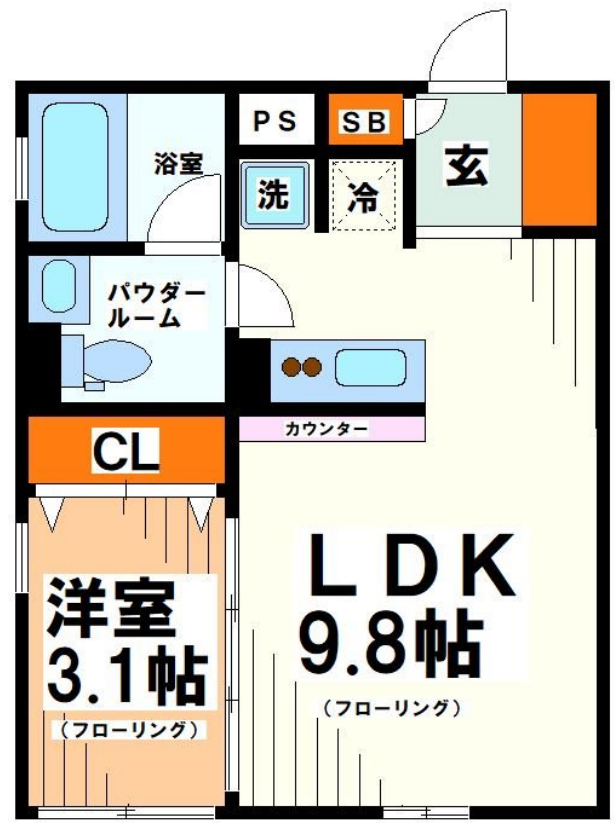 PS
SB
浴室
洗
冷
玄
パウダー
ルーム
カウンター
CL
LDK
9.8帖
(フローリング)
洋室
3.1帖
(フローリング)